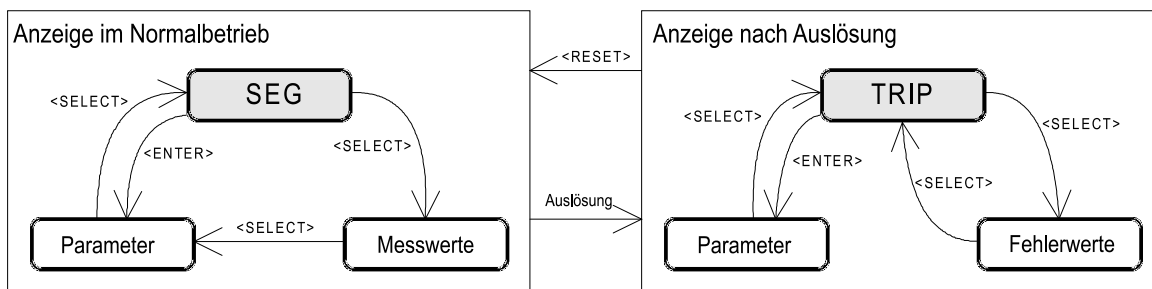 Anzeige im Normalbetrieb
SEG
<SELECT>
<ENTER>
<SELECT>
Parameter
<SELECT>
Messwerte
<RESET>
Auslösung
Anzeige nach Auslösung
TRIP
<SELECT>
<ENTER>
<SELECT>
<SELECT>
Parameter
Fehlerwerte